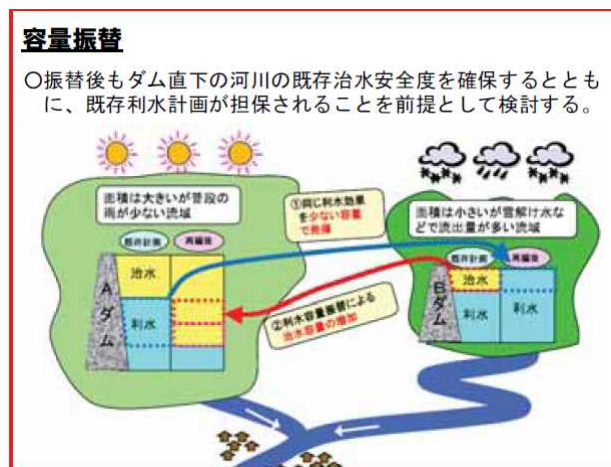 容量振替
〇振替後もダム直下の河川の既存治水安全度を確保するととも
に、既存利水計画が担保されることを前提として検討する。
面積は大きいが普段の
雨が少ない流域
既存計画
再編後
治水
利水
Aダム
①同じ利水効果
を少ない容量
で発揮
②利水容量振替による
治水容量の増加
面積は小さいが雪解け水な
どで流出量が多い流域
既存計画
再編後
治水
利水
利水
Bダム